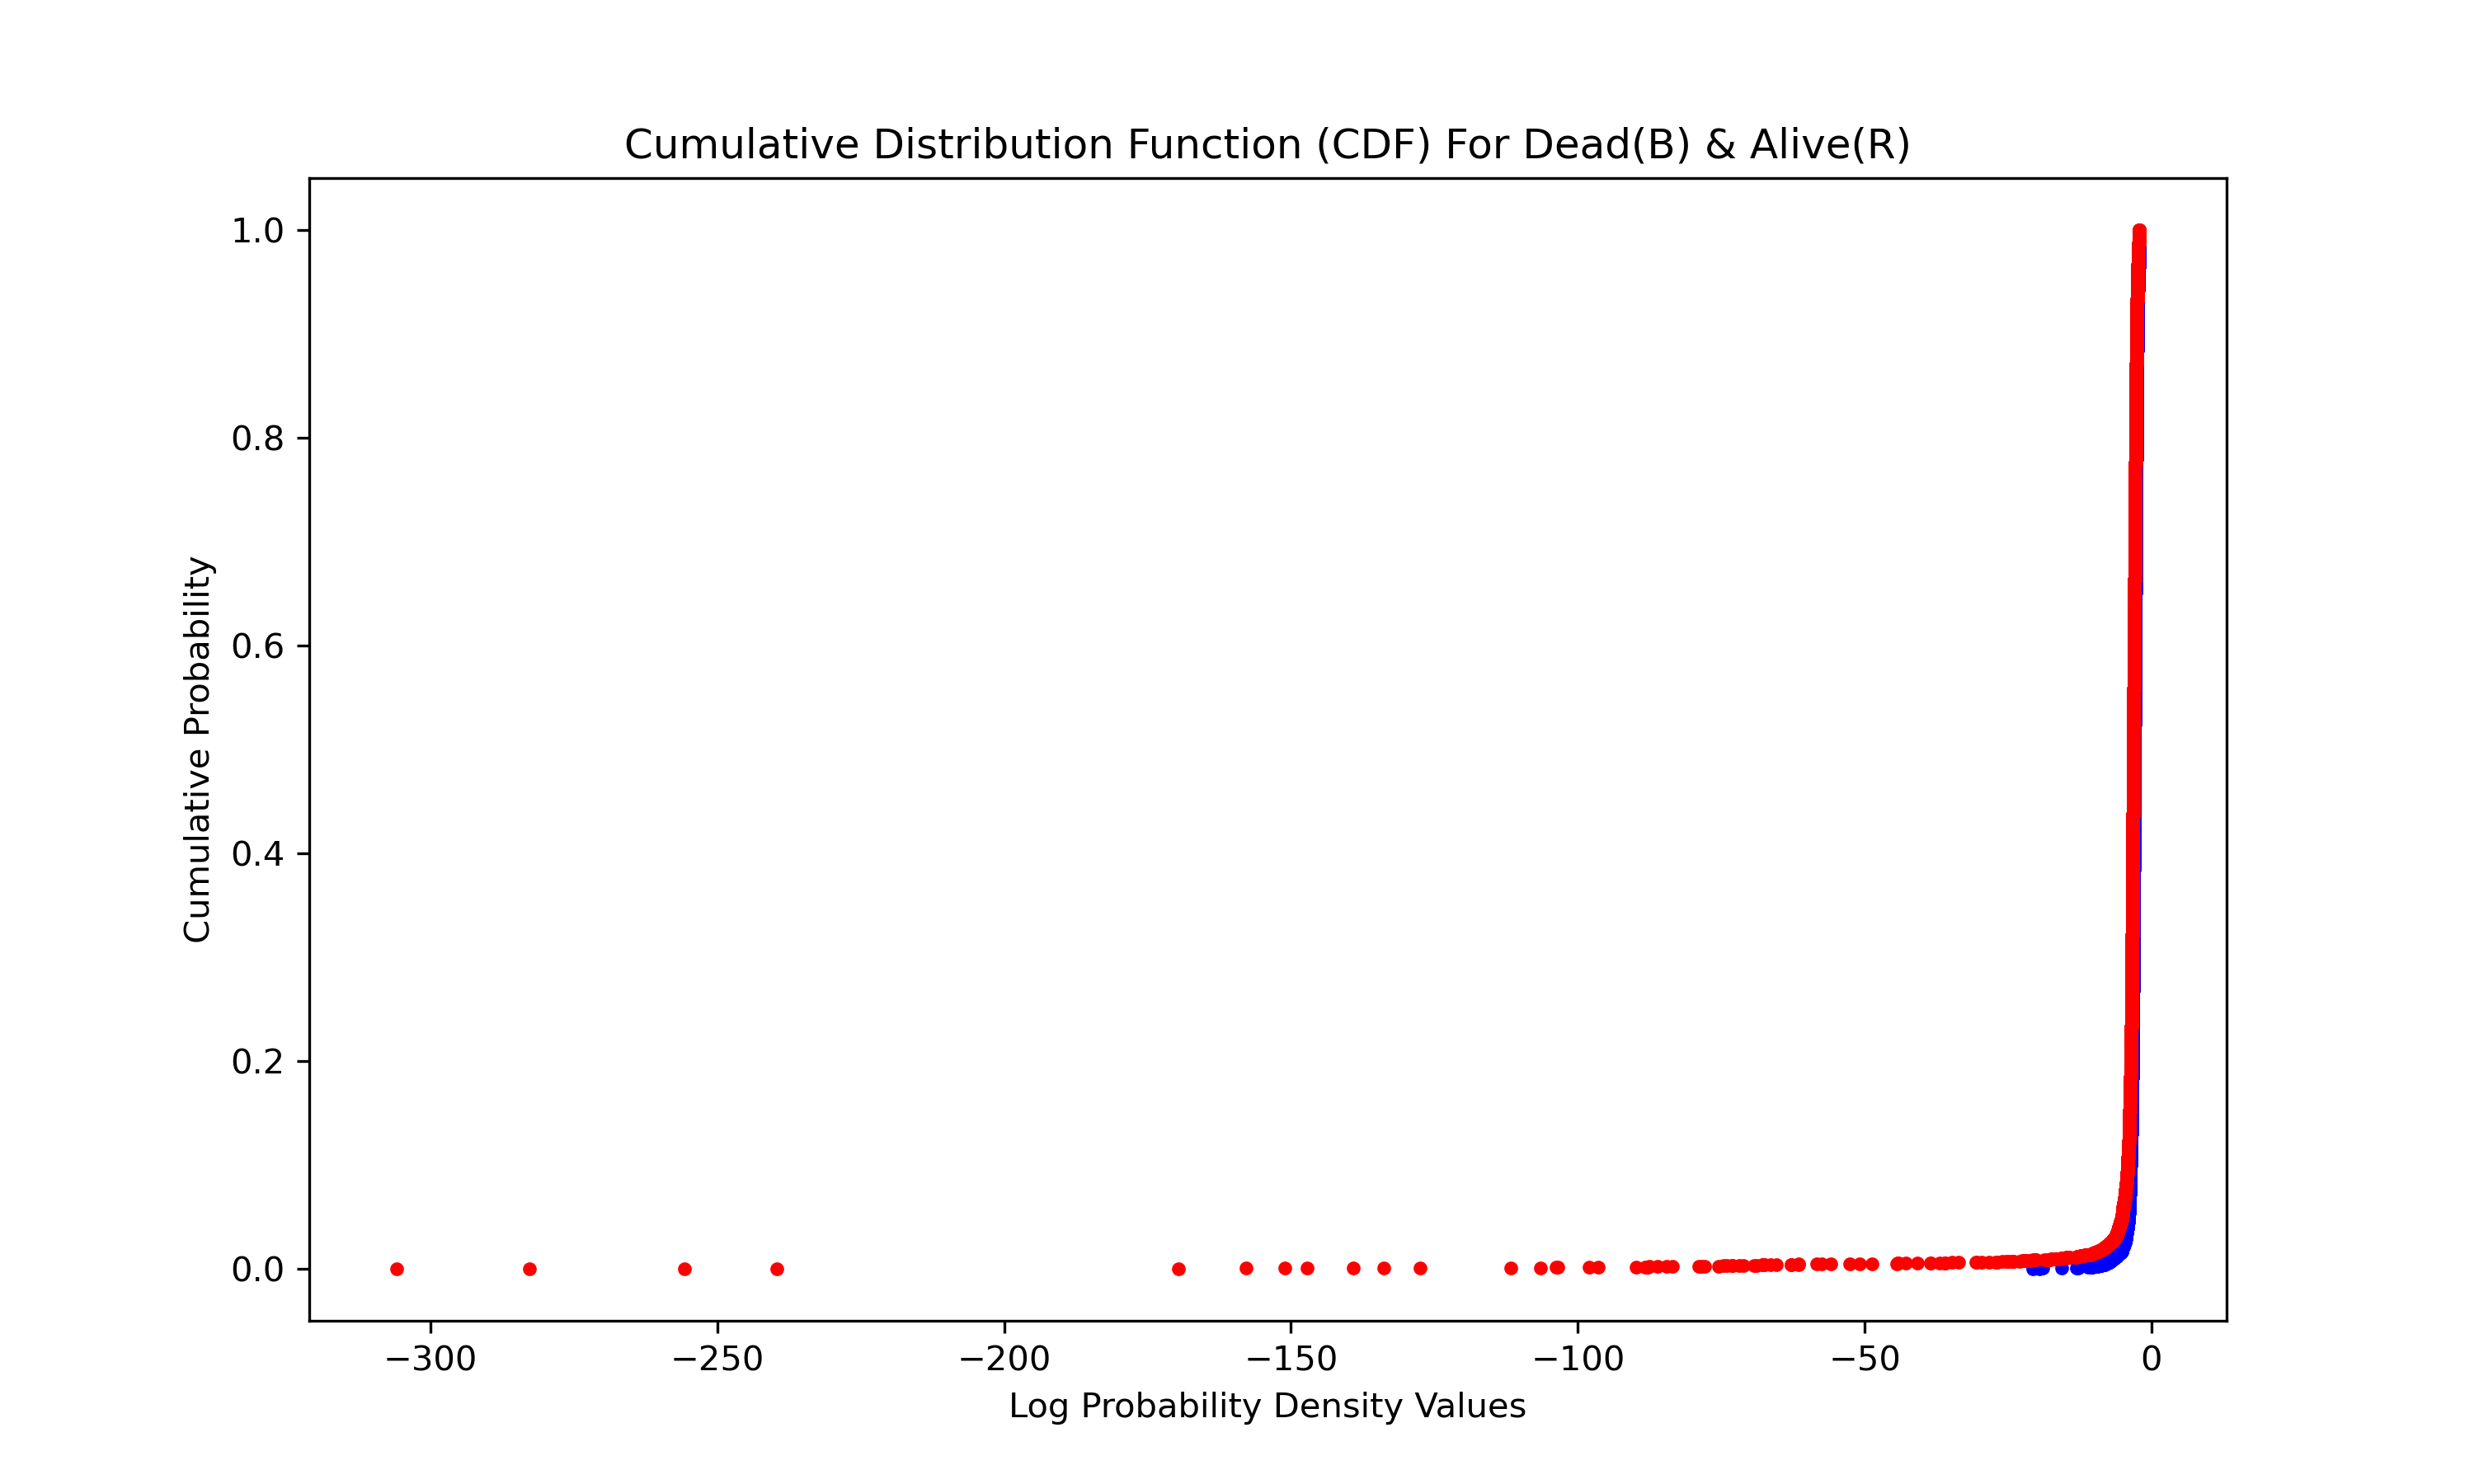 Cumulative Distribution Function (CDF) For Dead(B) & Alive(R)
1.0
0.8
0.6
0.4
0.2
0.0
Cumulative Probability
−300 −250 −200 −150 −100 −50 0
Log Probability Density Values